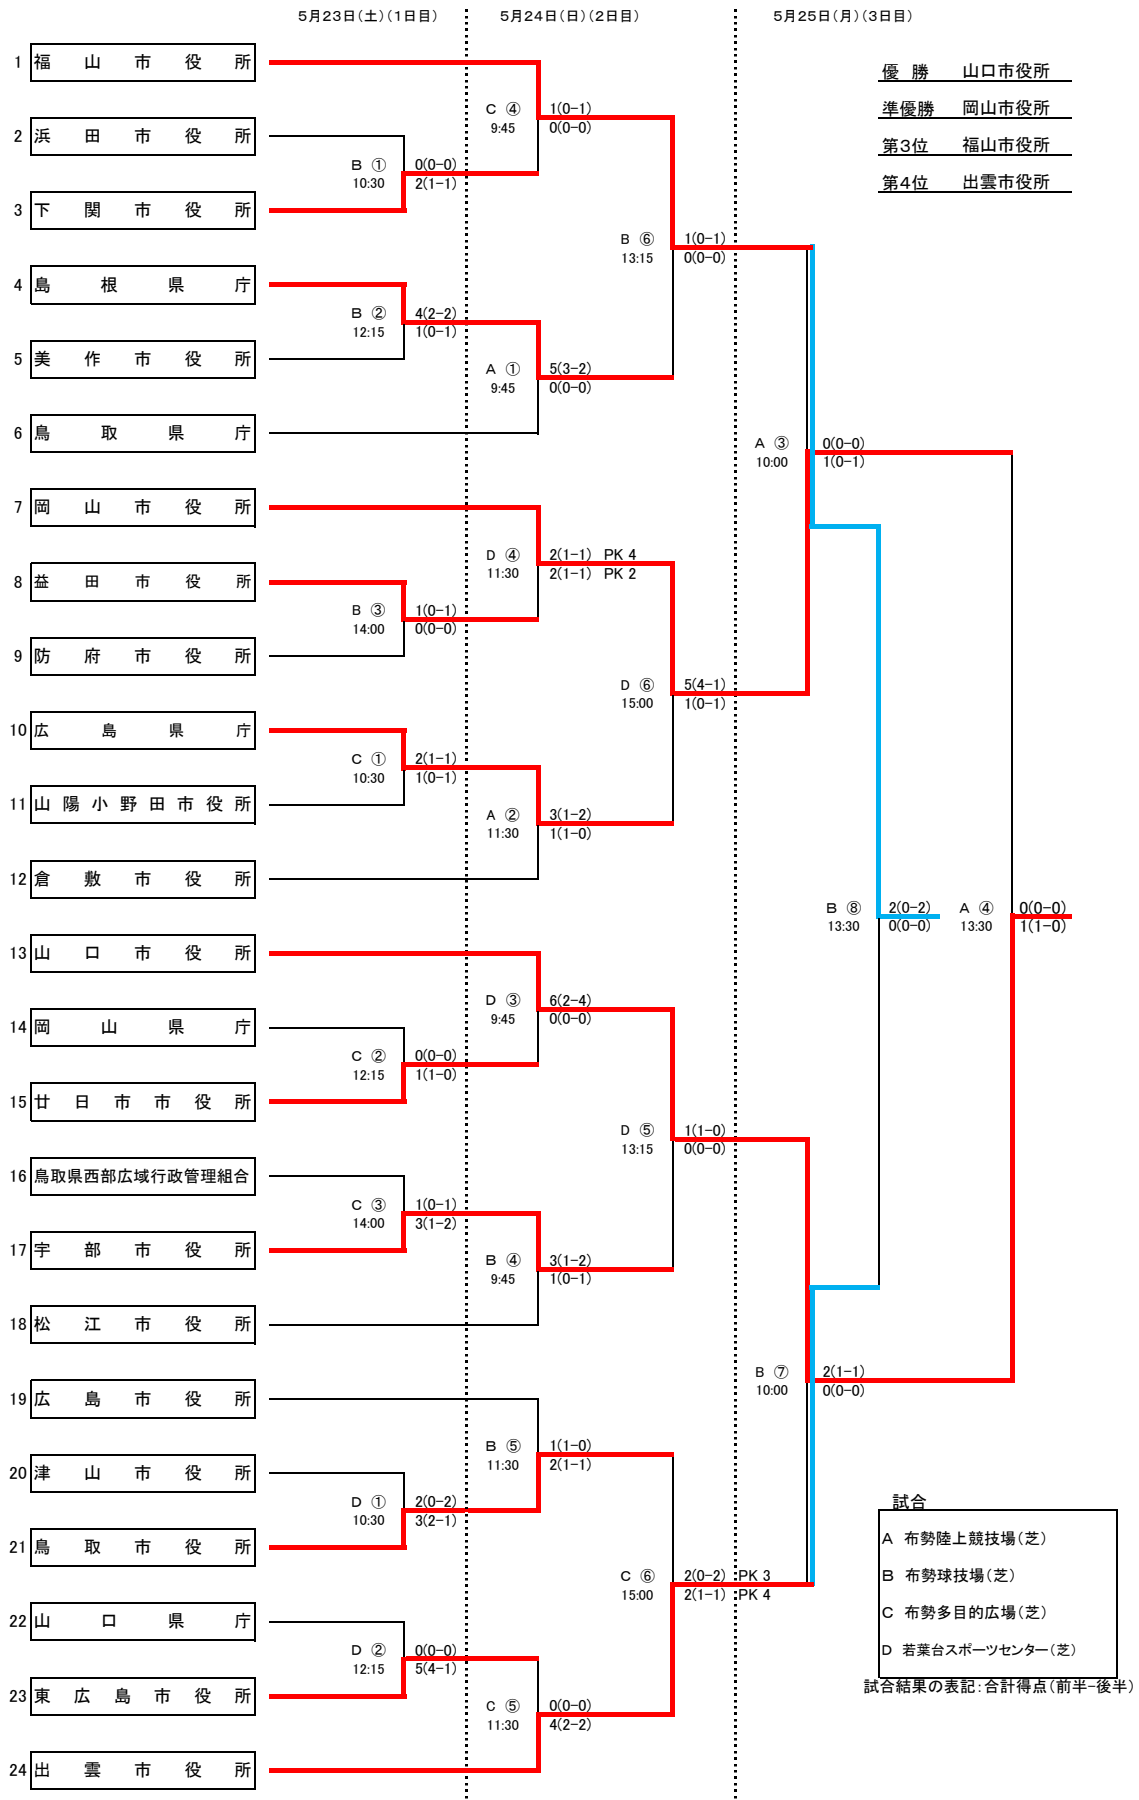 5月23日(土)(1日目)
5月24日(日)(2日目)
5月25日(月)(3日目)
優 勝 山口市役所
準優勝 岡山市役所
第3位 福山市役所
第4位 出雲市役所
1 福山市役所
2 浜田市役所
3 下関市役所
4 島根県庁
5 美作市役所
6 鳥取県庁
7 岡山市役所
8 益田市役所
9 防府市役所
10 広島県庁
11 山陽小野田市役所
12 倉敷市役所
13 山口市役所
14 岡山県庁
15 廿日市市役所
16 鳥取県西部広域行政管理組合
17 宇部市役所
18 松江市役所
19 広島市役所
20 津山市役所
21 鳥取市役所
22 山口県庁
23 東広島市役所
24 出雲市役所
B ①
10:30
0(0-0)
2(1-1)
B ②
12:15
4(2-2)
1(0-1)
B ③
14:00
1(0-1)
0(0-0)
C ①
10:30
2(1-1)
1(0-1)
C ②
12:15
0(0-0)
1(1-0)
C ③
14:00
1(0-1)
3(1-2)
D ①
10:30
2(0-2)
3(2-1)
D ②
12:15
0(0-0)
5(4-1)
C ④
9:45
1(0-1)
0(0-0)
A ①
9:45
5(3-2)
0(0-0)
D ④
11:30
2(1-1) PK 4
2(1-1) PK 2
A ②
11:30
3(1-2)
1(1-0)
D ③
9:45
6(2-4)
0(0-0)
B ④
9:45
3(1-2)
1(0-1)
B ⑤
11:30
1(1-0)
2(1-1)
C ⑤
11:30
0(0-0)
4(2-2)
B ⑥
13:15
1(0-1)
0(0-0)
D ⑥
15:00
5(4-1)
1(0-1)
D ⑤
13:15
1(1-0)
0(0-0)
C ⑥
15:00
2(0-2) PK 3
2(1-1) PK 4
A ③
10:00
0(0-0)
1(0-1)
B ⑦
10:00
2(1-1)
0(0-0)
B ⑧
13:30
2(0-2)
0(0-0)
A ④
13:30
0(0-0)
1(1-0)
試合
A 布勢陸上競技場(芝)
B 布勢球技場(芝)
C 布勢多目的広場(芝)
D 若葉台スポーツセンター(芝)
試合結果の表記:合計得点(前半-後半)